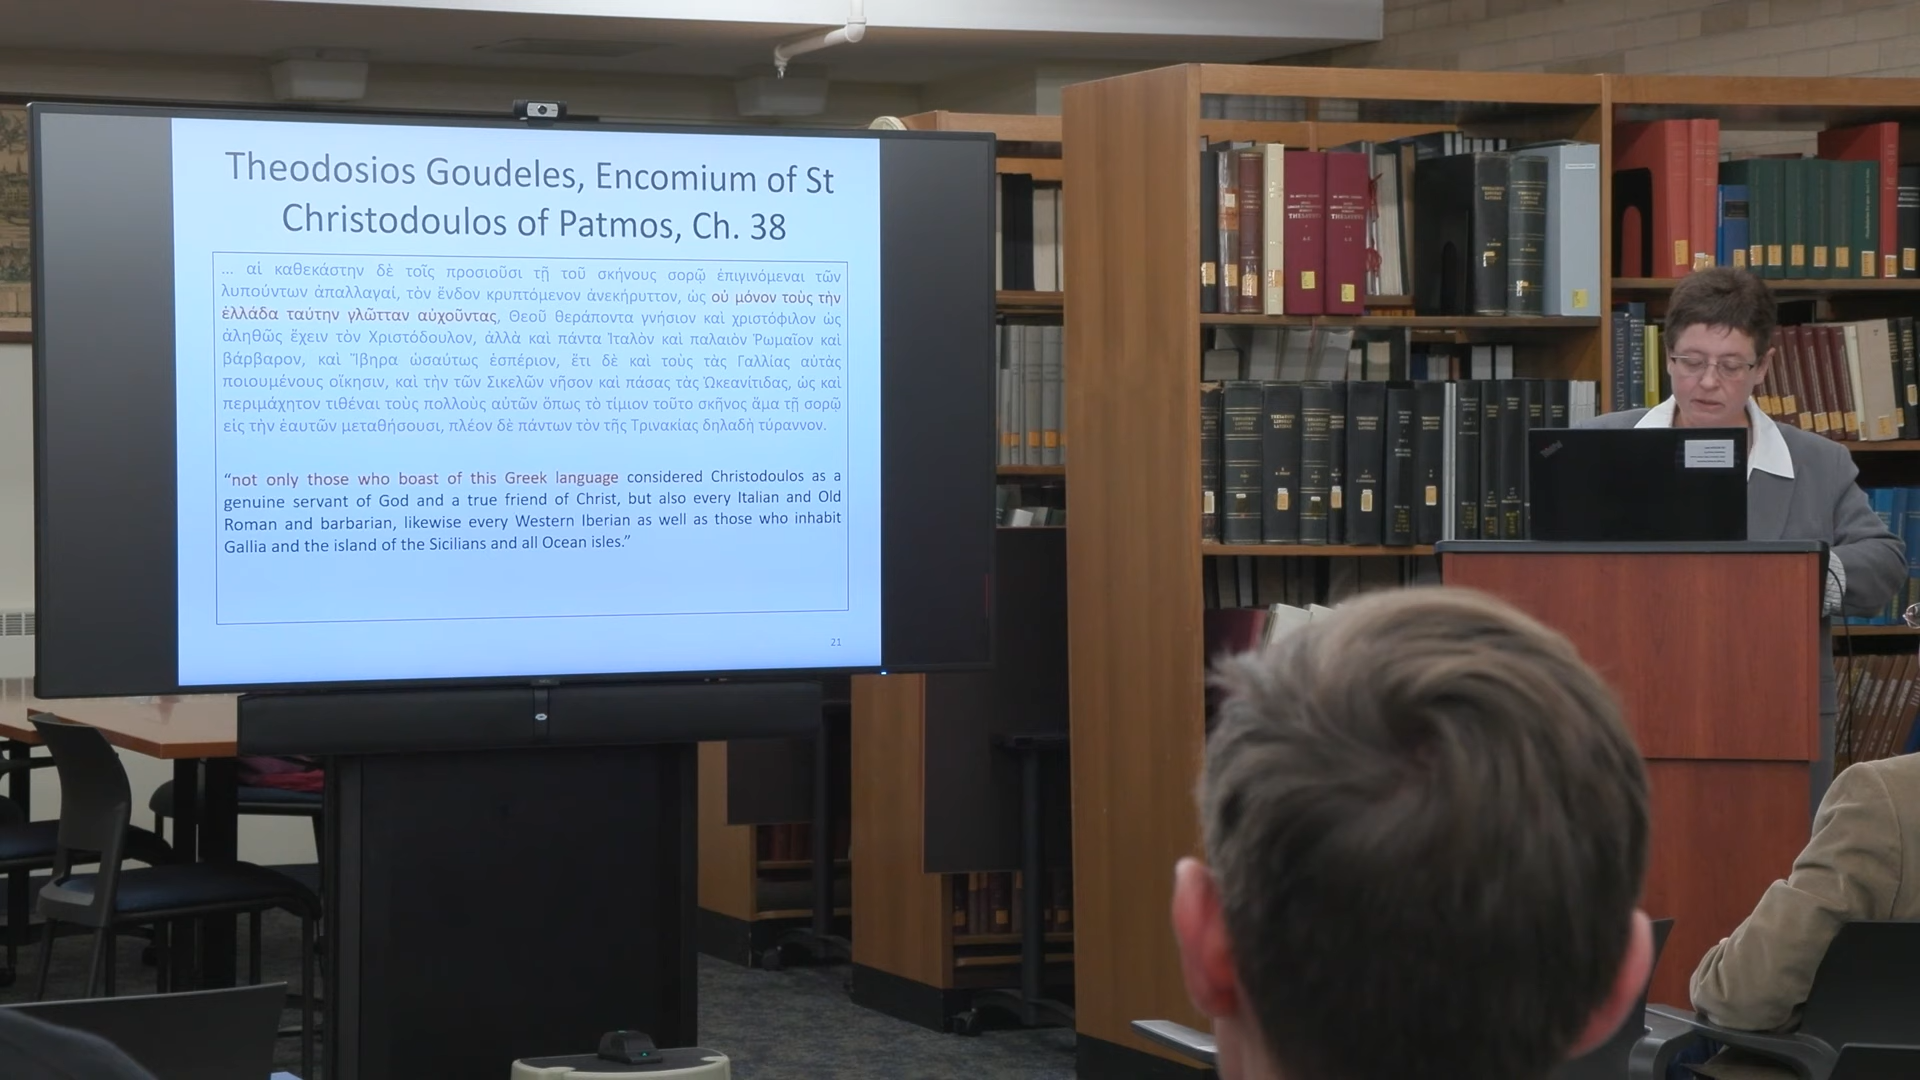 Theodosios Goudeles, Encomium of St
Christodoulos of Patmos, Ch. 38
... αἱ καθεκάστην δὲ τοῖς προσιοῦσι τῇ τοῦ σκήνους σορῷ ἐπιγινόμεναι τῶν
λυπούντων ἀπαλλαγαί, τὸν ἔνδον κρυπτόμενον ἀνεκήρυττον, ὡς οὐ μόνον τοὺς τὴν
ἑλλάδα ταύτην γλῶτταν αὐχοῦντας, Θεοῦ θεράποντα γνήσιον καὶ χριστόφιλον ὡς
ἀληθῶς ἔχειν τὸν Χριστόδουλον, ἀλλὰ καὶ πάντα Ἰταλὸν καὶ παλαιὸν Ῥωμαῖον καὶ
βάρβαρον, καὶ Ἴβηρα ὡσαύτως ἑσπέριον, ἔτι δὲ καὶ τοὺς τὰς Γαλλίας αὐτὰς
ποιουμένους οἴκησιν, καὶ τὴν τῶν Σικελῶν νῆσον καὶ πάσας τὰς Ὠκεανίτιδας, ὡς καὶ
περιμάχητον τιθέναι τοὺς πολλοὺς αὐτῶν ὅπως τὸ τίμιον τοῦτο σκῆνος ἅμα τῇ σορῷ
εἰς τὴν ἑαυτῶν μεταθήσουσι, πλέον δὲ πάντων τὸν τῆς Τρινακίας δηλαδὴ τύραννον.
“not only those who boast of this Greek language considered Christodoulos as a
genuine servant of God and a true friend of Christ, but also every Italian and Old
Roman and barbarian, likewise every Western Iberian as well as those who inhabit
Gallia and the island of the Sicilians and all Ocean isles.”
21